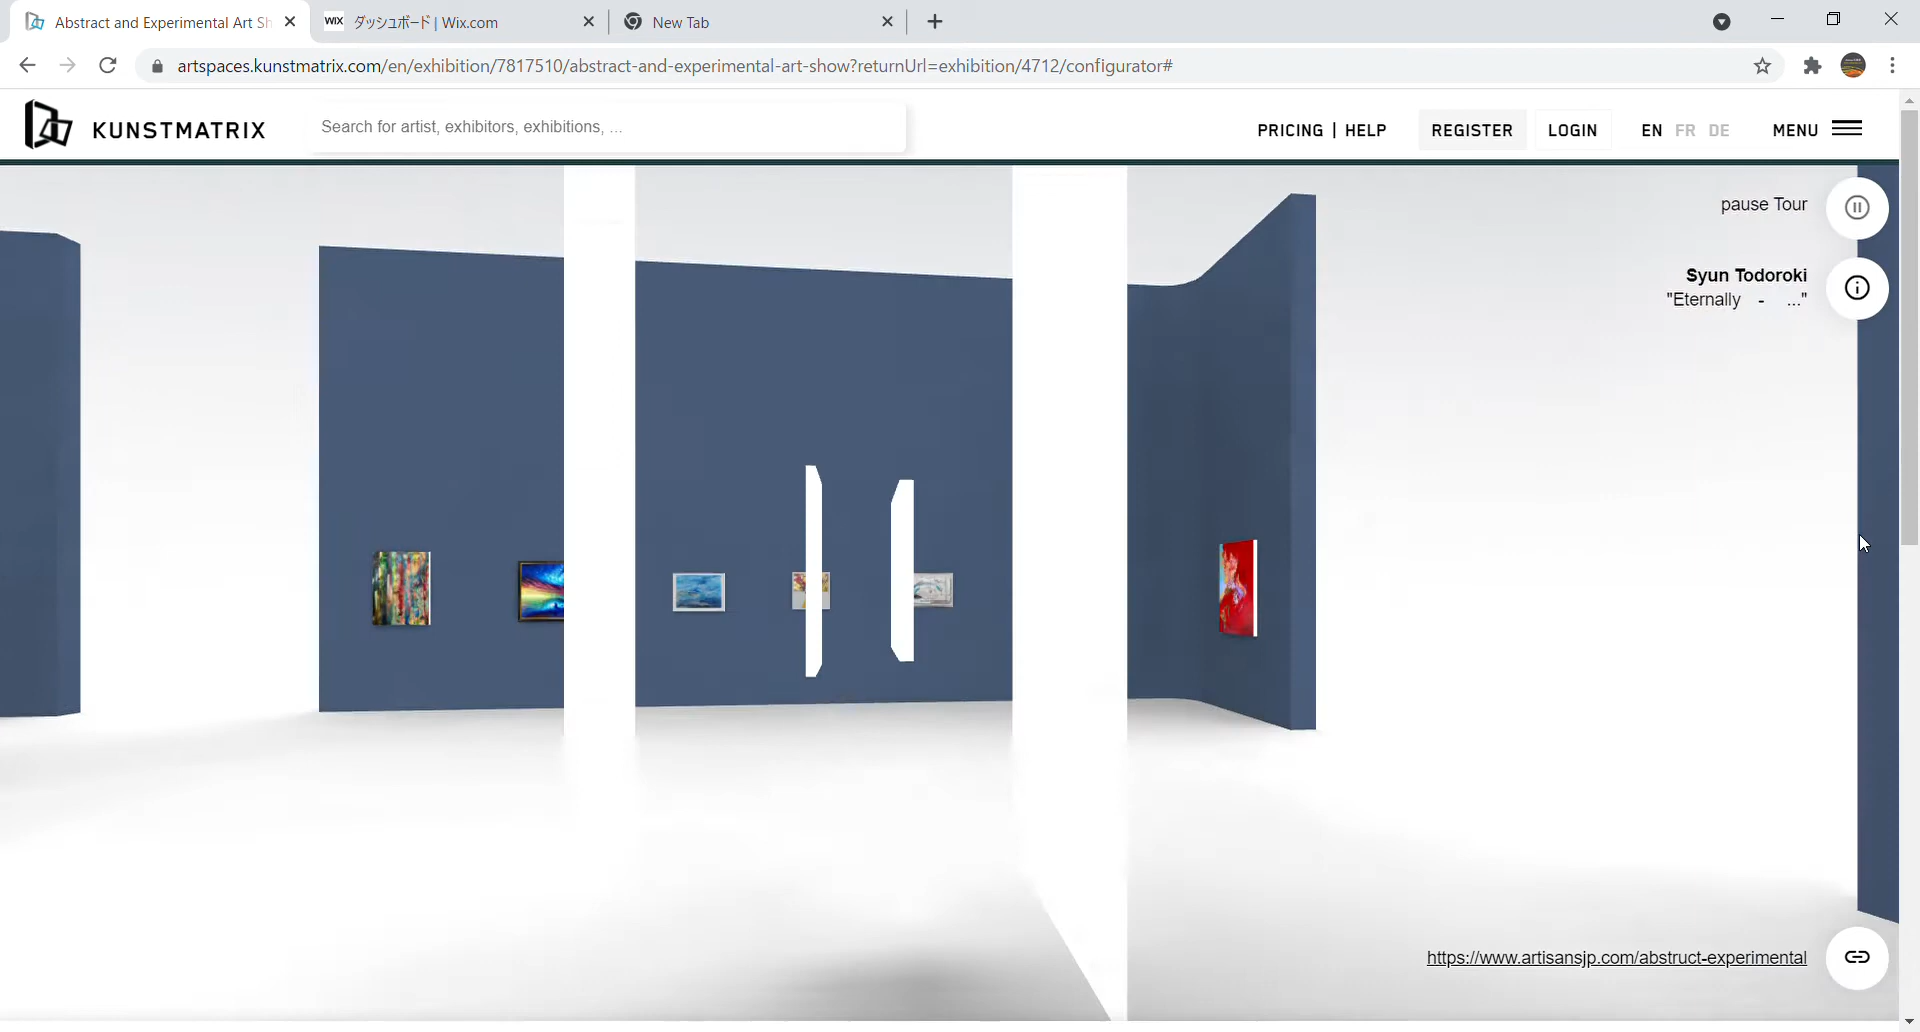 Abstract and Experimental Art Sh
WIX ダッシュボード | Wix.com
New Tab
artspaces.kunstmatrix.com/en/exhibition/7817510/abstract-and-experimental-art-show?returnUrl=exhibition/4712/configurator#
KUNSTMATRIX
Search for artist, exhibitors, exhibitions, ...
PRICING | HELP
REGISTER
LOGIN
EN FR DE
MENU
pause Tour
Syun Todoroki
"Eternally - ..."
https://www.artisansjp.com/abstruct-experimental